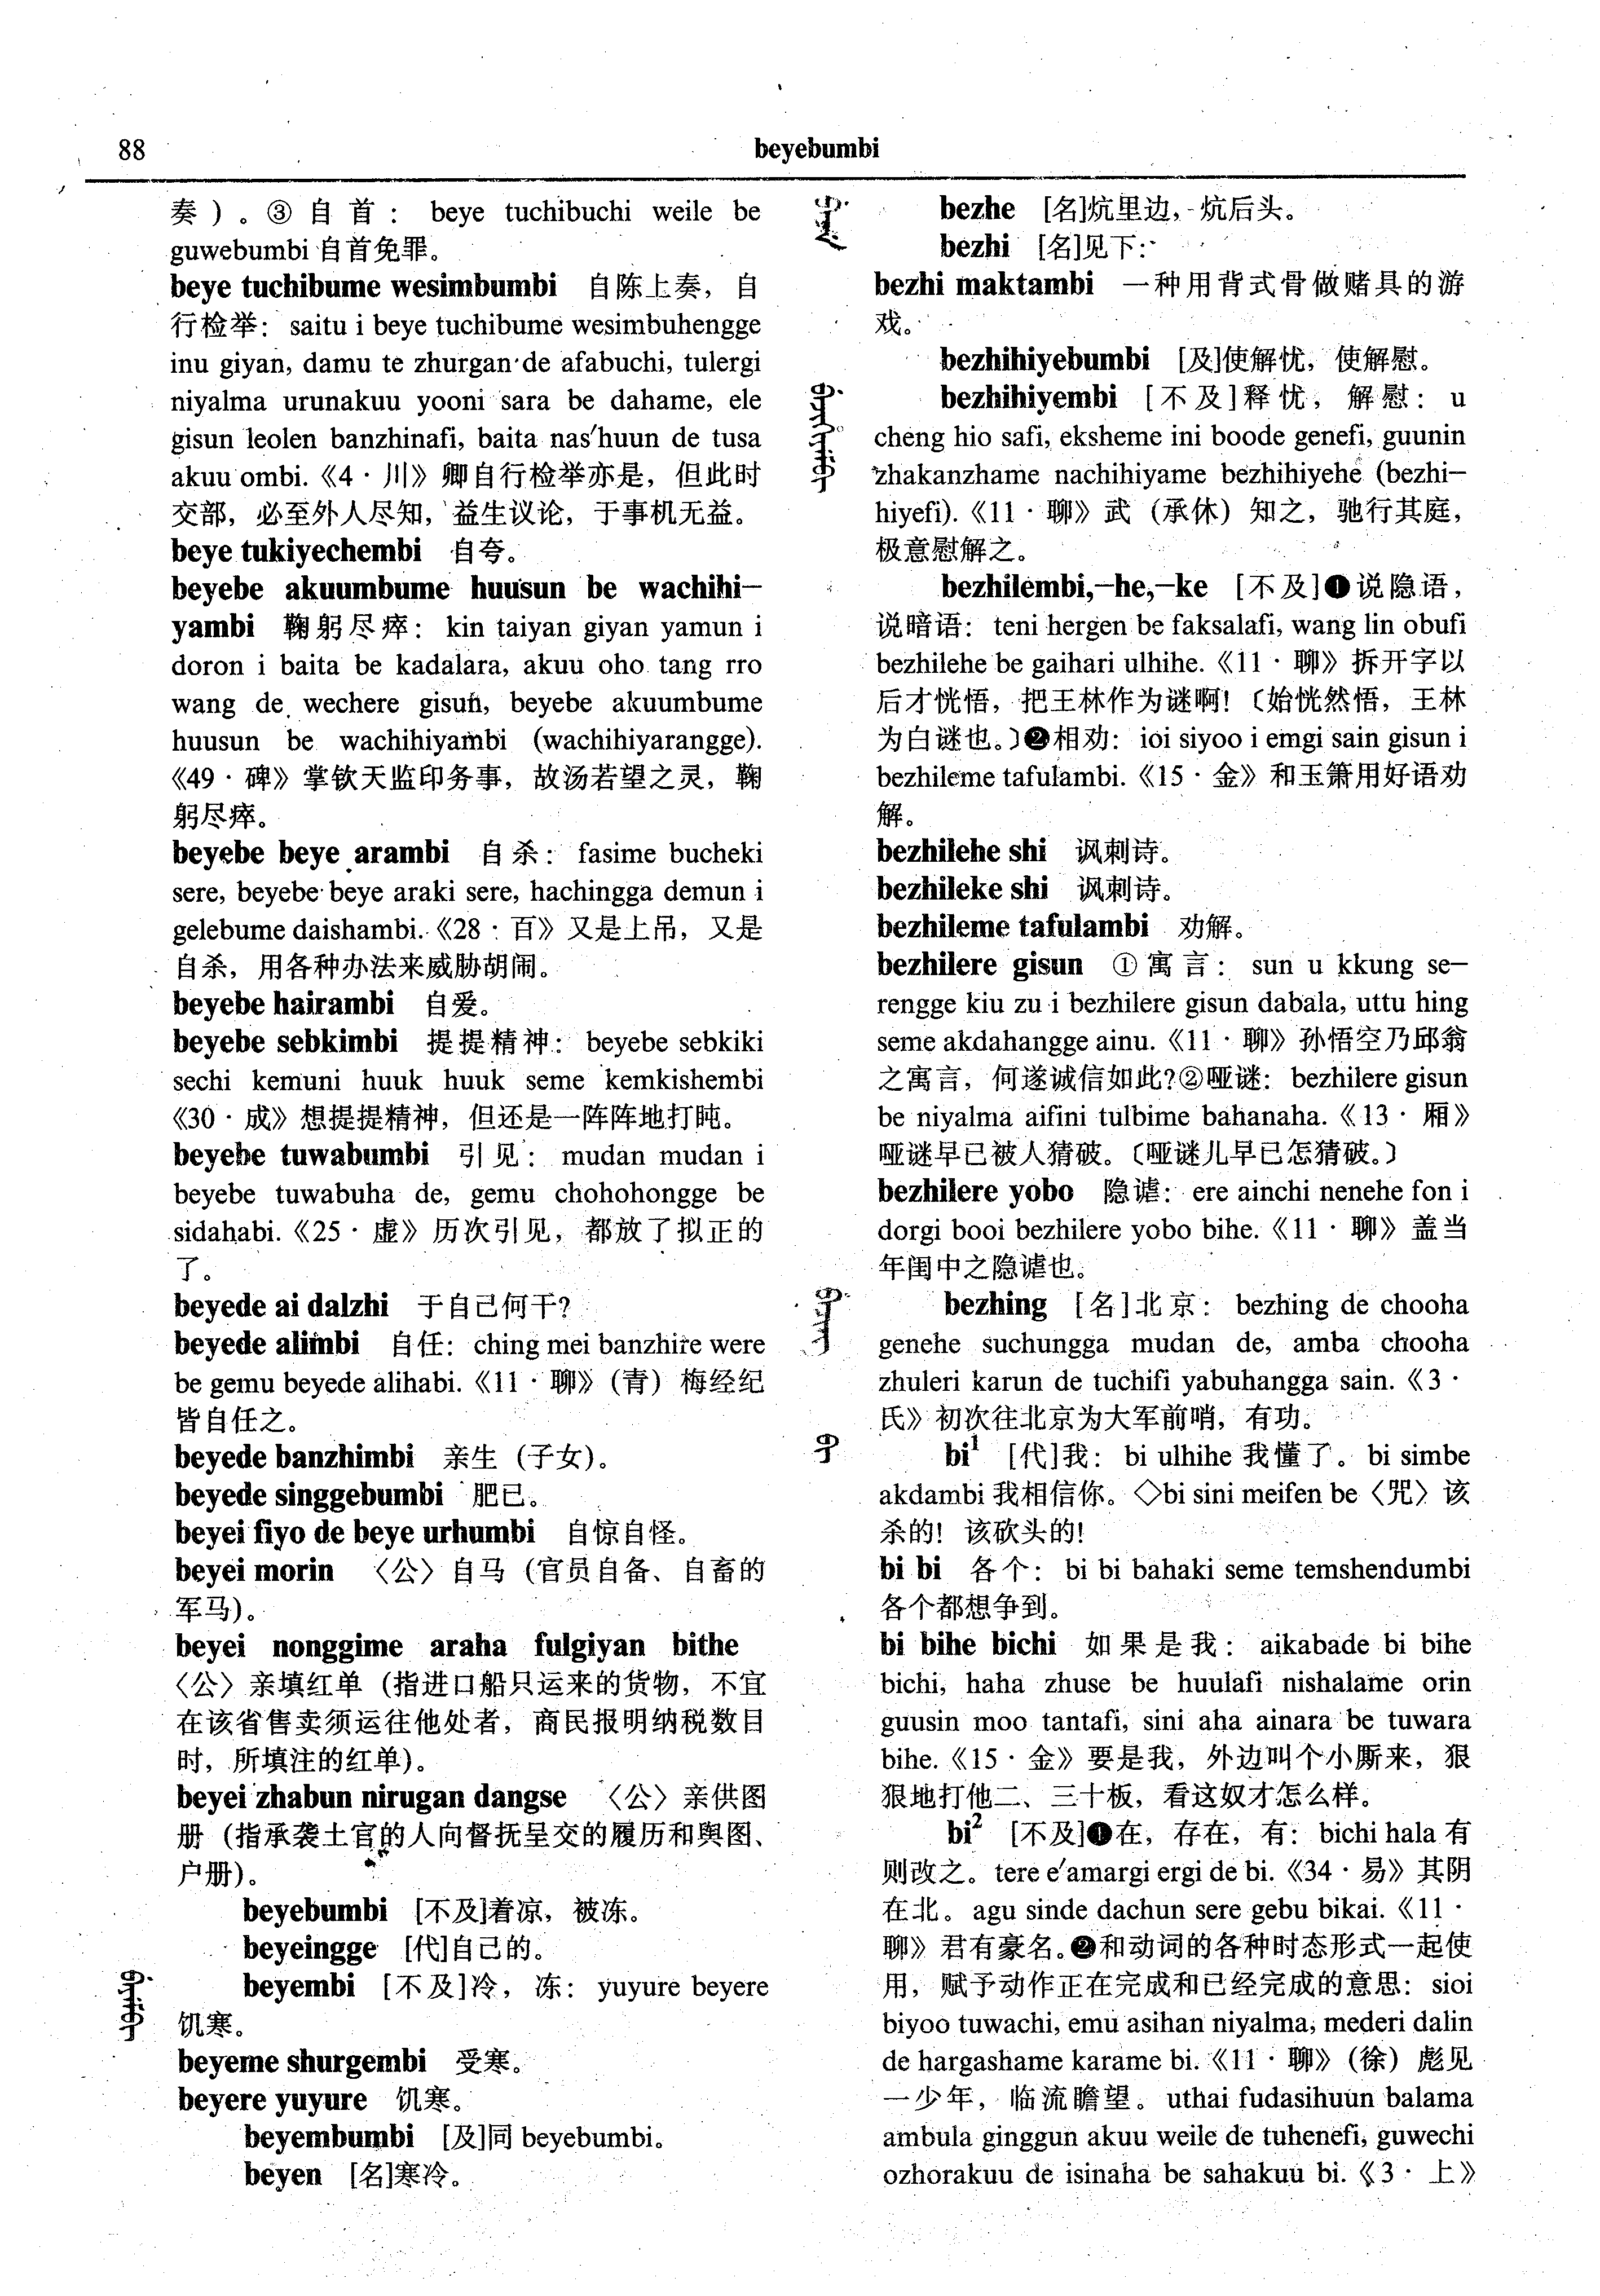 88
beyebumbi
奏）。③自首：beye tuchibuchi weile be
guwebumbi 自首免罪。
beye tuchibume wesimbumbi 自陈上奏，自
行检举：saitu i beye tuchibume wesimbuhengge
inu giyan, damu te zhurgan de afabuchi, tulergi
niyalma urunakuu yooni sara be dahame, ele
gisun leolen banzhinafi, baita nas'huun de tusa
akuu ombi.《4·川》卿自行检举亦是，但此时
交部，必至外人尽知，益生议论，于事机无益。
beye tukiyechembi 自夸。
beyebe akuumbume huusun be wachihi—
yambi 鞠躬尽瘁：kin taiyan giyan yamun i
doron i baita be kadalara, akuu oho tang rro
wang de wechere gisun, beyebe akuumbume
huusun be wachihiyambi (wachihiyarangge).
《49·碑》掌钦天监印务事，故汤若望之灵，鞠
躬尽瘁。
beyebe beye arambi 自杀：fasime bucheki
sere, beyebe beye araki sere, hachingga demun i
gelebume daishambi.《28·百》又是上吊，又是
自杀，用各种办法来威胁胡闹。
beyebe hairambi 自爱。
beyebe sebkimbi 提提精神：beyebe sebkiki
sechi kemuni huuk huuk seme kemkishembi
《30·成》想提提精神，但还是一阵阵地打盹。
beyebe tuwabumbi 引见：mudan mudan i
beyebe tuwabuha de, gemu chohohongge be
sidahabi.《25·虚》历次引见，都放了拟正的
了。
beyede ai dalzhi 于自己何干？
beyede alimbi 自任：ching mei banzhire were
be gemu beyede alihabi.《11·聊》（青）梅经纪
皆自任之。
beyede banzhimbi 亲生（子女）。
beyede singgebumbi 肥已。
beyei fiyo de beye urhumbi 自惊自怪。
beyei morin 〈公〉自马（官员自备、自畜的
军马）。
beyei nonggime araha fulgiyan bithe
〈公〉亲填红单（指进口船只运来的货物，不宜
在该省售卖须运往他处者，商民报明纳税数目
时，所填注的红单）。
beyei zhabun nirugan dangse 〈公〉亲供图
册（指承袭土官的人向督抚呈交的履历和舆图、
户册）。
beyebumbi [不及]着凉，被冻。
beyeingge [代]自己的。
beyembi [不及]冷，冻：yuyure beyere
饥寒。
beyeme shurgembi 受寒。
beyere yuyure 饥寒。
beyembumbi [及]同 beyebumbi。
beyen [名]寒冷。
bezhe [名]炕里边，炕后头。
bezhi [名]见下：
bezhi maktambi 一种用背式骨做赌具的游
戏。
bezhihiyebumbi [及]使解忧，使解慰。
bezhihiyembi [不及]释忧，解慰：u
cheng hio safi, eksheme ini boode genefi, guunin
zhakanzhame nachihiyame bezhihiyehe (bezhi—
hiyefi).《11·聊》武（承休）知之，驰行其庭，
极意慰解之。
bezhilembi,—he,—ke [不及]❶说隐语，
说暗语：teni hergen be faksalafi, wang lin obufi
bezhilehe be gaihari ulhihe.《11·聊》拆开字以
后才恍悟，把王林作为谜啊！〔始恍然悟，王林
为白谜也。〕❷相劝：ioi siyoo i emgi sain gisun i
bezhileme tafulambi.《15·金》和玉箫用好语劝
解。
bezhilehe shi 讽刺诗。
bezhileke shi 讽刺诗。
bezhileme tafulambi 劝解。
bezhilere gisun ①寓言：sun u kkung se—
rengge kiu zu i bezhilere gisun dabala, uttu hing
seme akdahangge ainu.《11·聊》孙悟空乃邱翁
之寓言，何遂诚信如此？②哑谜：bezhilere gisun
be niyalma aifini tulbime bahanaha.《13·厢》
哑谜早已被人猜破。〔哑谜儿早已怎猜破。〕
bezhilere yobo 隐谑：ere ainchi nenehe fon i
dorgi booi bezhilere yobo bihe.《11·聊》盖当
年闺中之隐谑也。
bezhing [名]北京：bezhing de chooha
genehe suchungga mudan de, amba chooha
zhuleri karun de tuchifi yabuhangga sain.《3·
氏》初次往北京为大军前哨，有功。
bi¹ [代]我：bi ulhihe 我懂了。bi simbe
akdambi 我相信你。◇bi sini meifen be〈咒〉该
杀的！该砍头的！
bi bi 各个：bi bi bahaki seme temshendumbi
各个都想争到。
bi bihe bichi 如果是我：aikabade bi bihe
bichi, haha zhuse be huulafi nishalame orin
guusin moo tantafi, sini aha ainara be tuwara
bihe.《15·金》要是我，外边叫个小厮来，狠
狠地打他二、三十板，看这奴才怎么样。
bi² [不及]❶在，存在，有：bichi hala 有
则改之。tere e'amargi ergi de bi.《34·易》其阴
在北。agu sinde dachun sere gebu bikai.《11·
聊》君有豪名。❷和动词的各种时态形式一起使
用，赋予动作正在完成和已经完成的意思：sioi
biyoo tuwachi, emu asihan niyalma, mederi dalin
de hargashame karame bi.《11·聊》（徐）彪见
一少年，临流瞻望。uthai fudasihuun balama
ambula ginggun akuu weile de tuhenefi, guwechi
ozhorakuu de isinaha be sahakuu bi.《3·上》